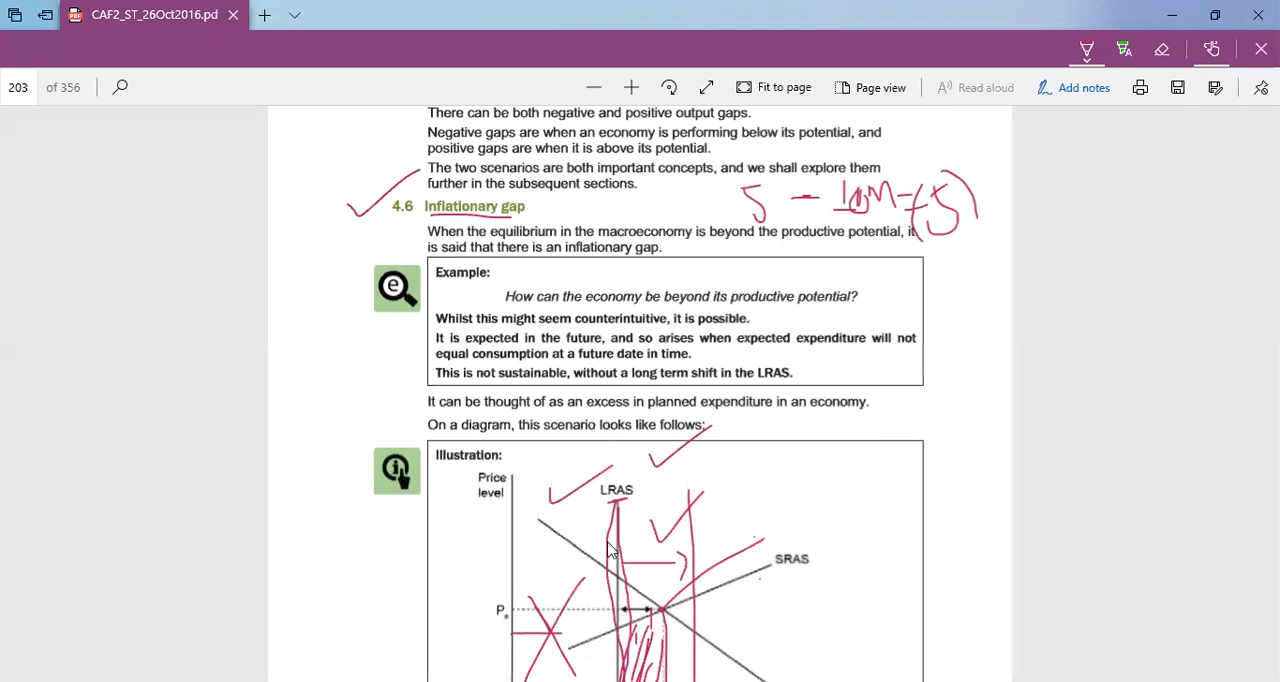 CAF2_ST_26Oct2016.pd
203 of 356
Fit to page
Page view
Read aloud
Add notes
There can be both negative and positive output gaps.
Negative gaps are when an economy is performing below its potential, and
positive gaps are when it is above its potential.
The two scenarios are both important concepts, and we shall explore them
further in the subsequent sections.
5 - 10M = (5)
4.6 Inflationary gap
When the equilibrium in the macroeconomy is beyond the productive potential, it
is said that there is an inflationary gap.
Example:
How can the economy be beyond its productive potential?
Whilst this might seem counterintuitive, it is possible.
It is expected in the future, and so arises when expected expenditure will not
equal consumption at a future date in time.
This is not sustainable, without a long term shift in the LRAS.
It can be thought of as an excess in planned expenditure in an economy.
On a diagram, this scenario looks like follows:
Illustration:
Price
level
LRAS
SRAS
Pe